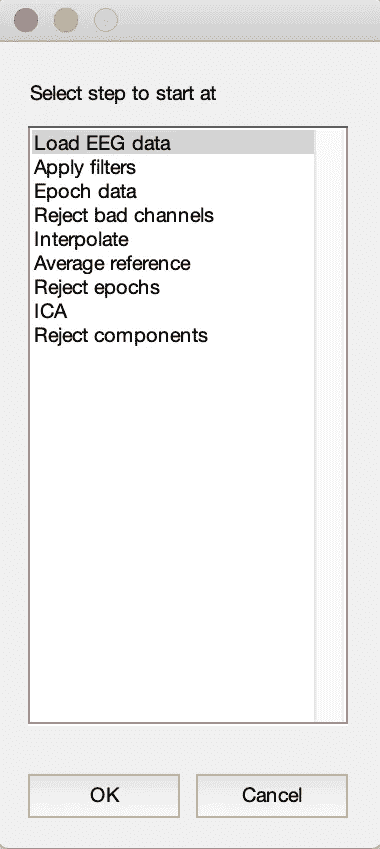 Select step to start at
Load EEG data
Apply filters
Epoch data
Reject bad channels
Interpolate
Average reference
Reject epochs
ICA
Reject components
OK
Cancel